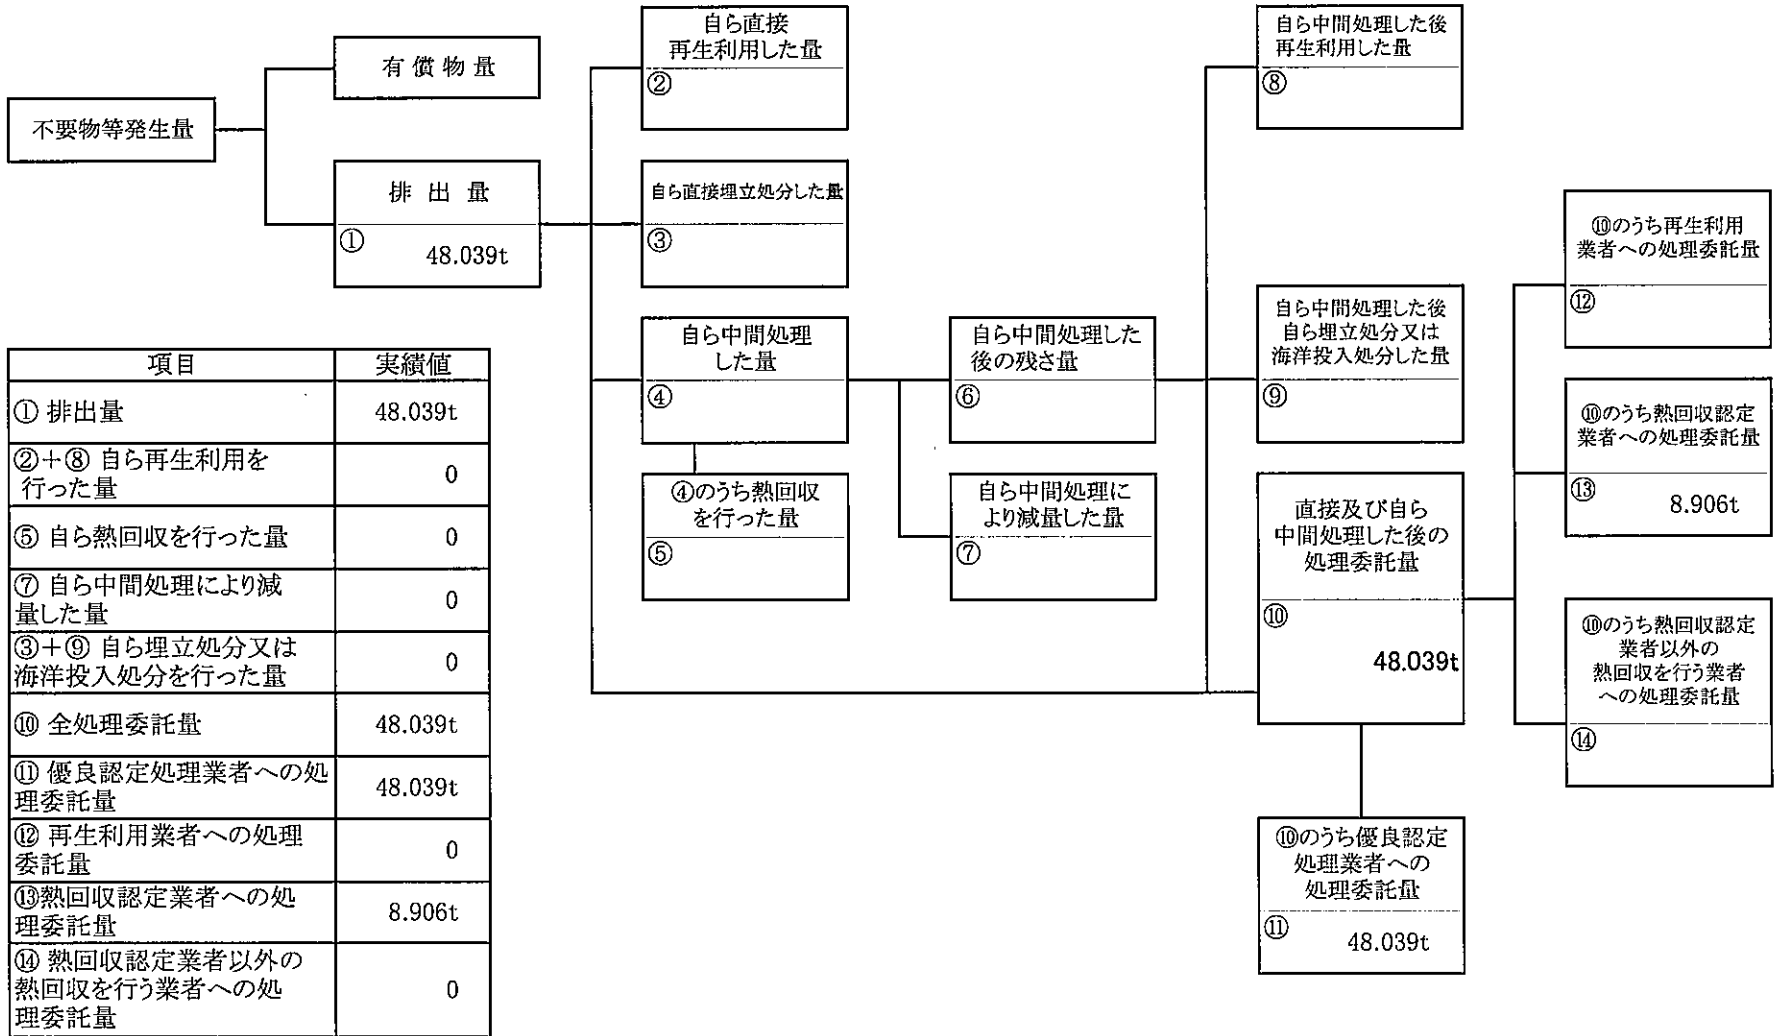 不要物等発生量
有償物量
排出量
①
48.039t
自ら直接
再生利用した量
②
自ら直接埋立処分した量
③
自ら中間処理
した量
④
④のうち熱回収
を行った量
⑤
自ら中間処理した
後の残さ量
⑥
自ら中間処理に
より減量した量
⑦
自ら中間処理した後
再生利用した量
⑧
自ら中間処理した後
自ら埋立処分又は
海洋投入処分した量
⑨
直接及び自ら
中間処理した後の
処理委託量
⑩
48.039t
⑩のうち優良認定
処理業者への
処理委託量
⑪
48.039t
⑩のうち再生利用
業者への処理委託量
⑫
⑩のうち熱回収認定
業者への処理委託量
⑬
8.906t
⑩のうち熱回収認定
業者以外の
熱回収を行う業者
への処理委託量
⑭
項目 実績値
① 排出量 48.039t
②+⑧ 自ら再生利用を
行った量 0
⑤ 自ら熱回収を行った量 0
⑦ 自ら中間処理により減
量した量 0
③+⑨ 自ら埋立処分又は
海洋投入処分を行った量 0
⑩ 全処理委託量 48.039t
⑪ 優良認定処理業者への処
理委託量 48.039t
⑫ 再生利用業者への処理
委託量 0
⑬熱回収認定業者への処
理委託量 8.906t
⑭ 熱回収認定業者以外の
熱回収を行う業者への処
理委託量 0